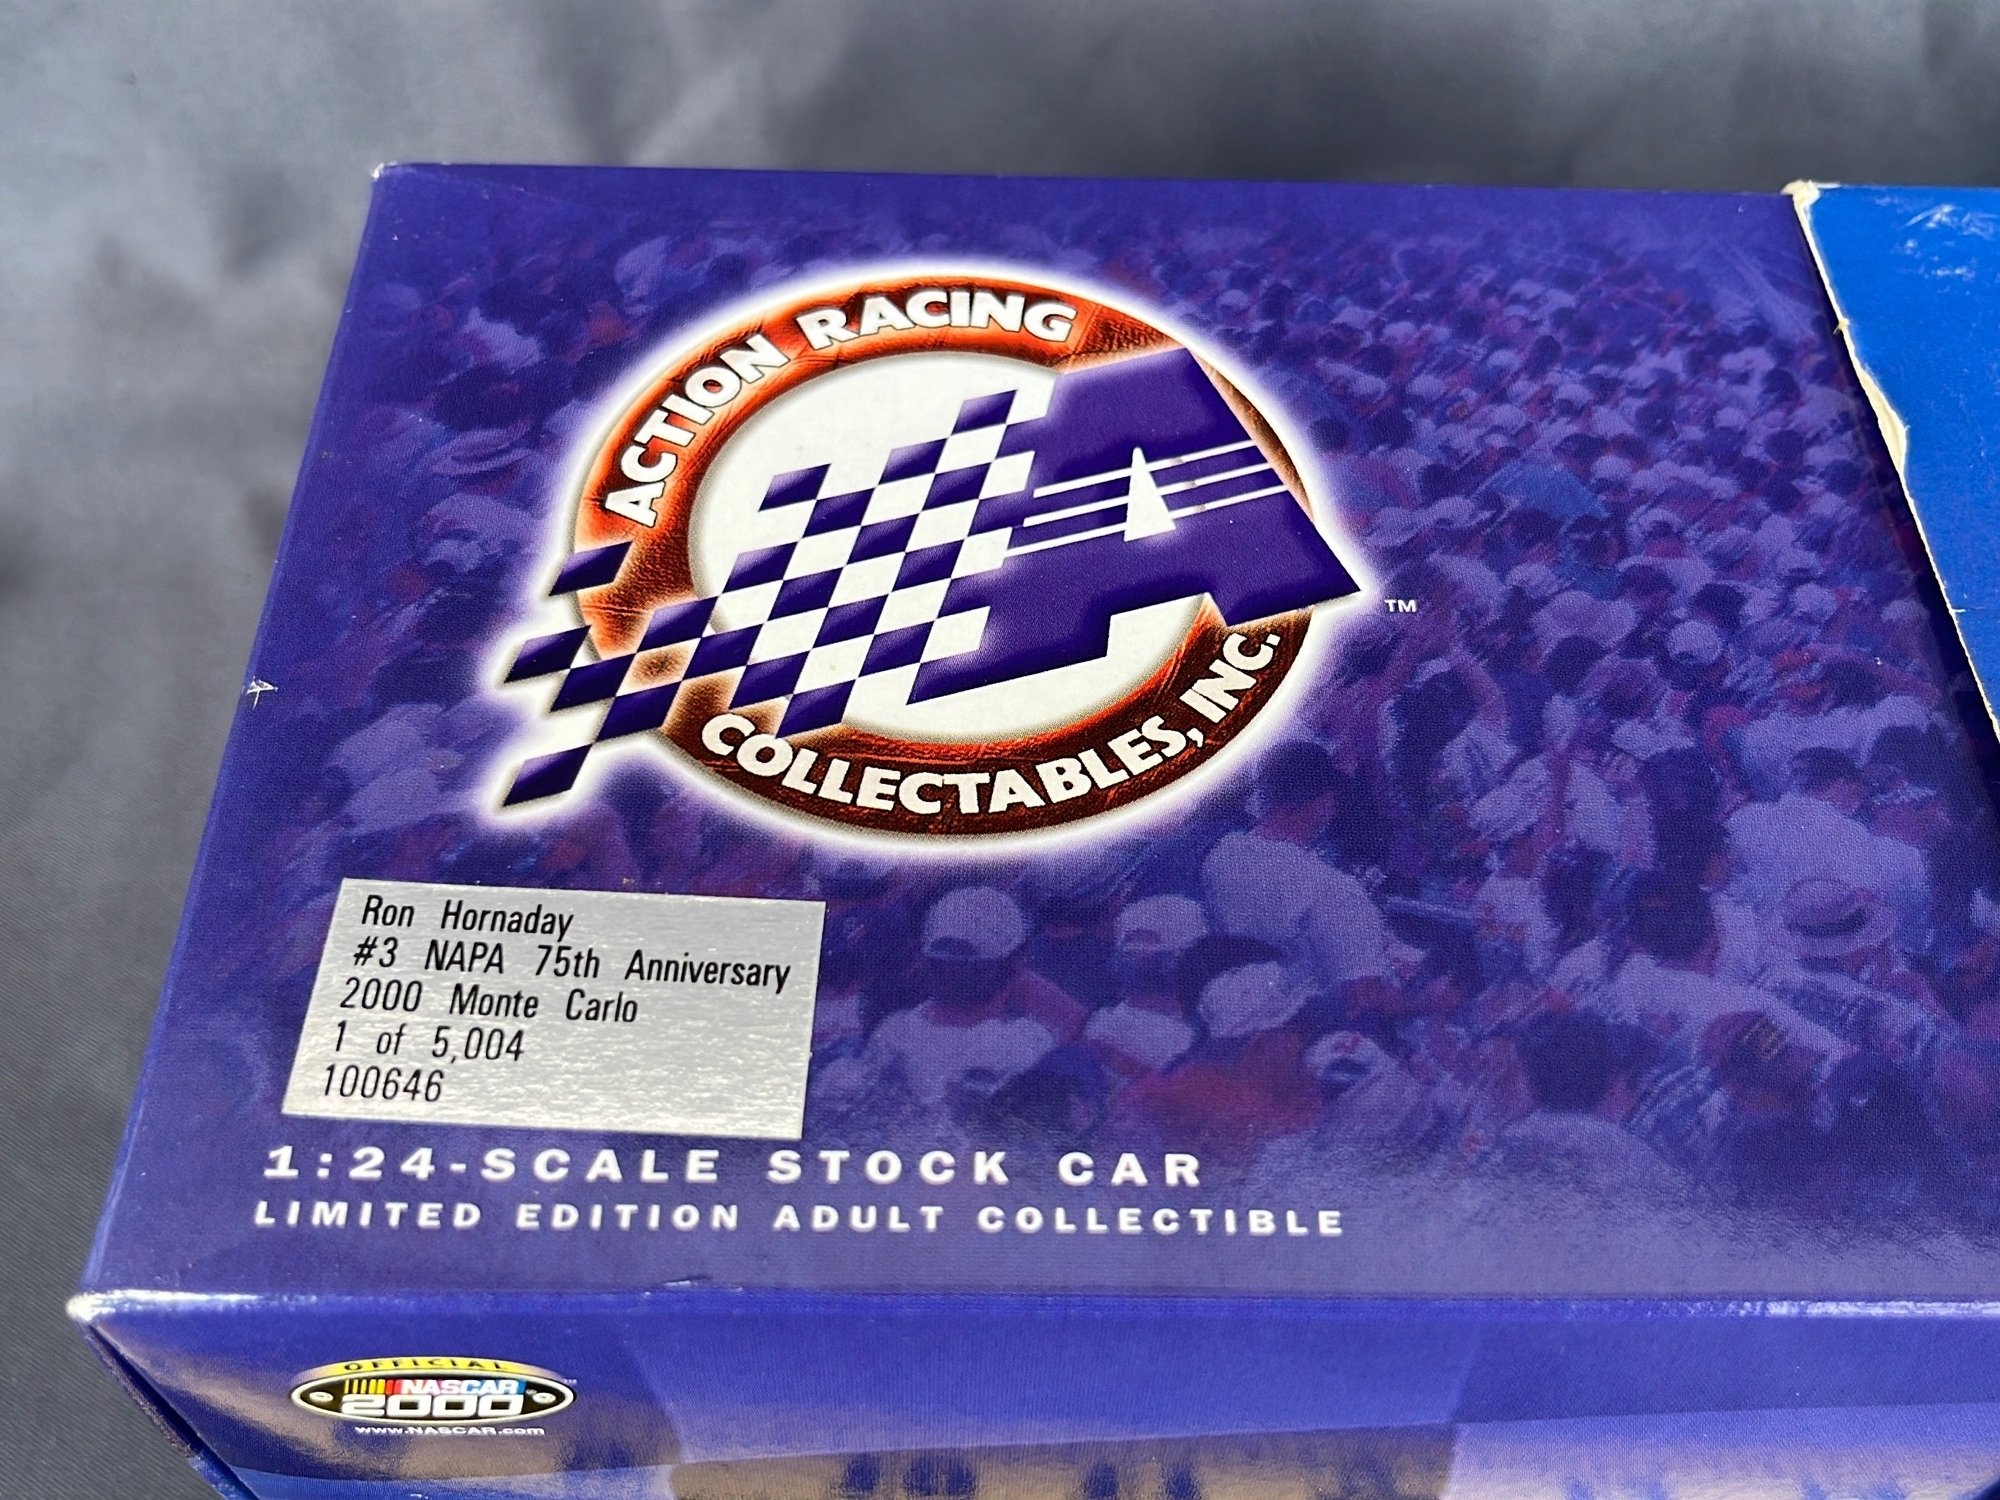 ACTION RACING
COLLECTABLES, INC.
™
Ron Hornaday
#3 NAPA 75th Anniversary
2000 Monte Carlo
1 of 5,004
100646
1:24-SCALE STOCK CAR
LIMITED EDITION ADULT COLLECTIBLE
OFFICIAL
NASCAR
2000
www.NASCAR.com